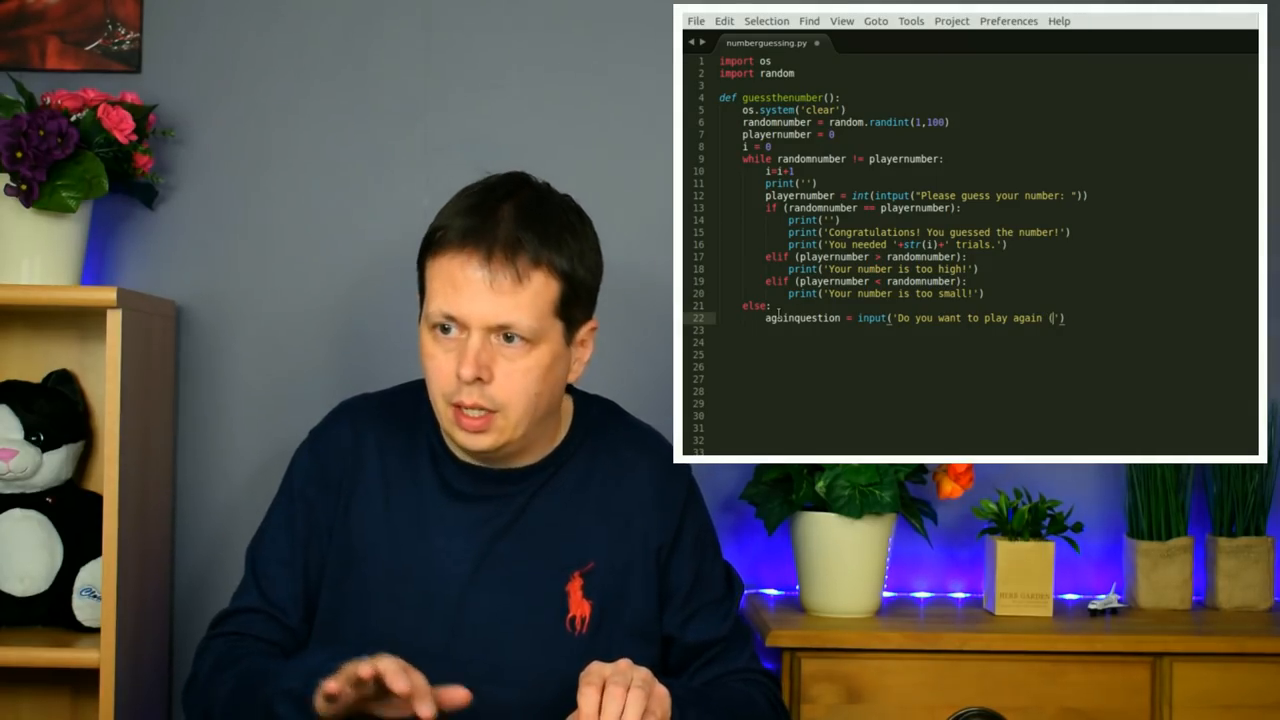 File Edit Selection Find View Goto Tools Project Preferences Help
numberguessing.py
1 import os
2 import random
3
4 def guessthenumber():
5 os.system('clear')
6 randomnumber = random.randint(1,100)
7 playernumber = 0
8 i = 0
9 while randomnumber != playernumber:
10 i=i+1
11 print('')
12 playernumber = int(intput("Please guess your number: "))
13 if (randomnumber == playernumber):
14 print('')
15 print('Congratulations! You guessed the number!')
16 print('You needed '+str(i)+' trials.')
17 elif (playernumber > randomnumber):
18 print('Your number is too high!')
19 elif (playernumber < randomnumber):
20 print('Your number is too small!')
21 else:
22 againquestion = input('Do you want to play again (')
23
24
25
26
27
28
29
30
31
32
33
HERB GARDEN